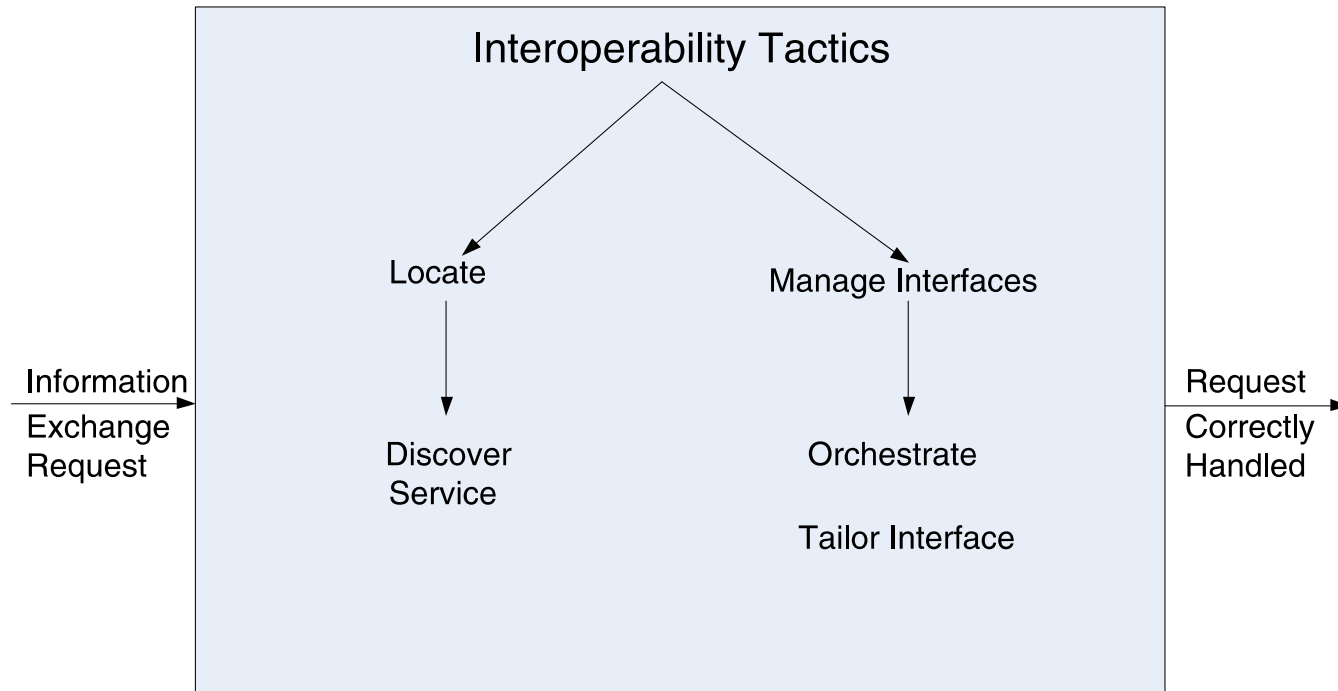 Interoperability Tactics
Locate
Manage Interfaces
Information
Exchange
Request
Discover
Service
Orchestrate
Tailor Interface
Request
Correctly
Handled